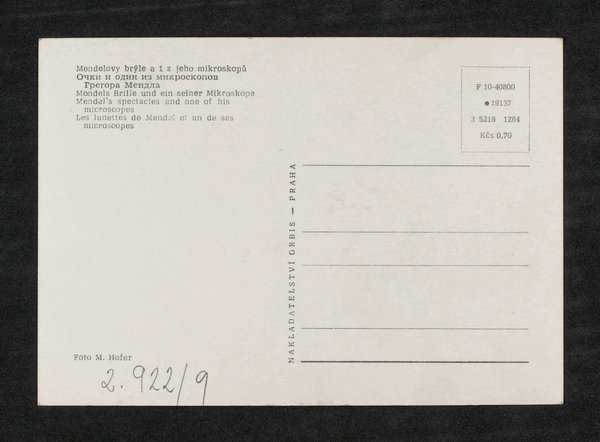 Mendelovy brýle a 1 z jeho mikroskopů
Очки и один из микроскопов
Грегора Мендла
Mendels Brille und ein seiner Mikroskope
Mendel's spectacles and one of his
microscopes
Les lunettes de Mendel et un de ses
microscopes
F 19-40800
● 19137
3 5216 1264
Kčs 0,70
NAKLADATELSTVÍ ORBIS — PRAHA
Foto M. Hofer
2.922/9